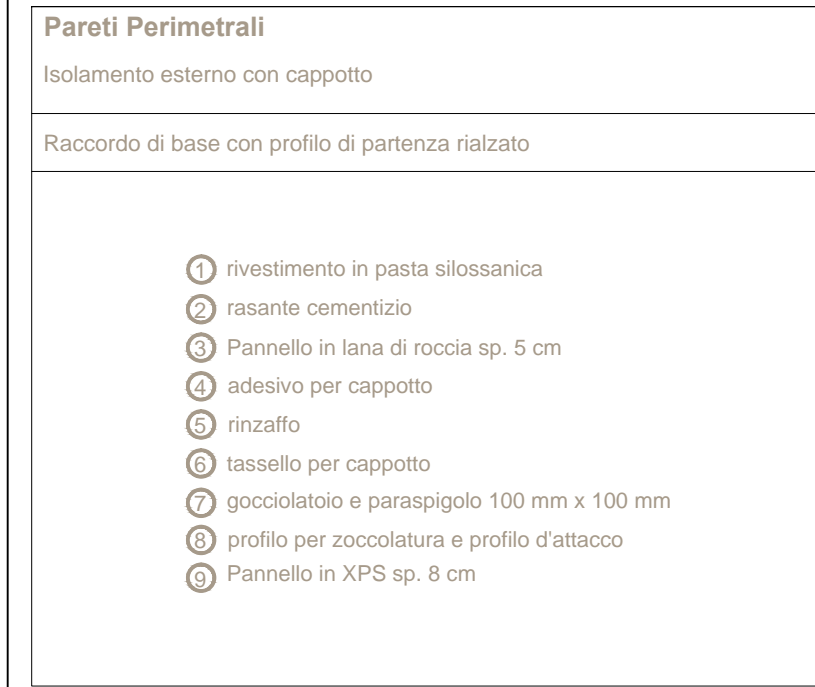 Pareti Perimetrali
Isolamento esterno con cappotto
Raccordo di base con profilo di partenza rialzato
1 rivestimento in pasta silossanica
2 rasante cementizio
3 Pannello in lana di roccia sp. 5 cm
4 adesivo per cappotto
5 rinzaffo
6 tassello per cappotto
7 gocciolatoio e paraspigolo 100 mm x 100 mm
8 profilo per zoccolatura e profilo d'attacco
9 Pannello in XPS sp. 8 cm